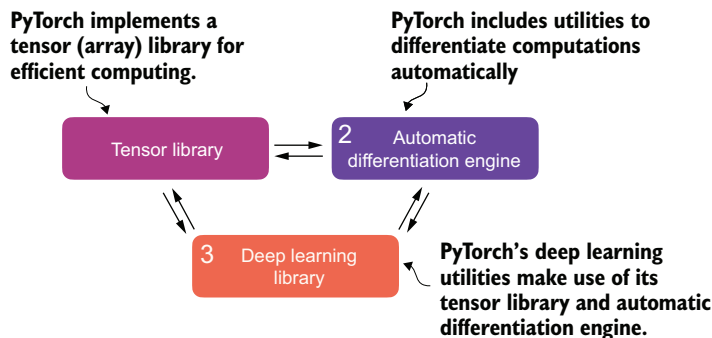 PyTorch implements a
tensor (array) library for
efficient computing.
PyTorch includes utilities to
differentiate computations
automatically
Tensor library
2
Automatic
differentiation engine
3
Deep learning
library
PyTorch’s deep learning
utilities make use of its
tensor library and automatic
differentiation engine.